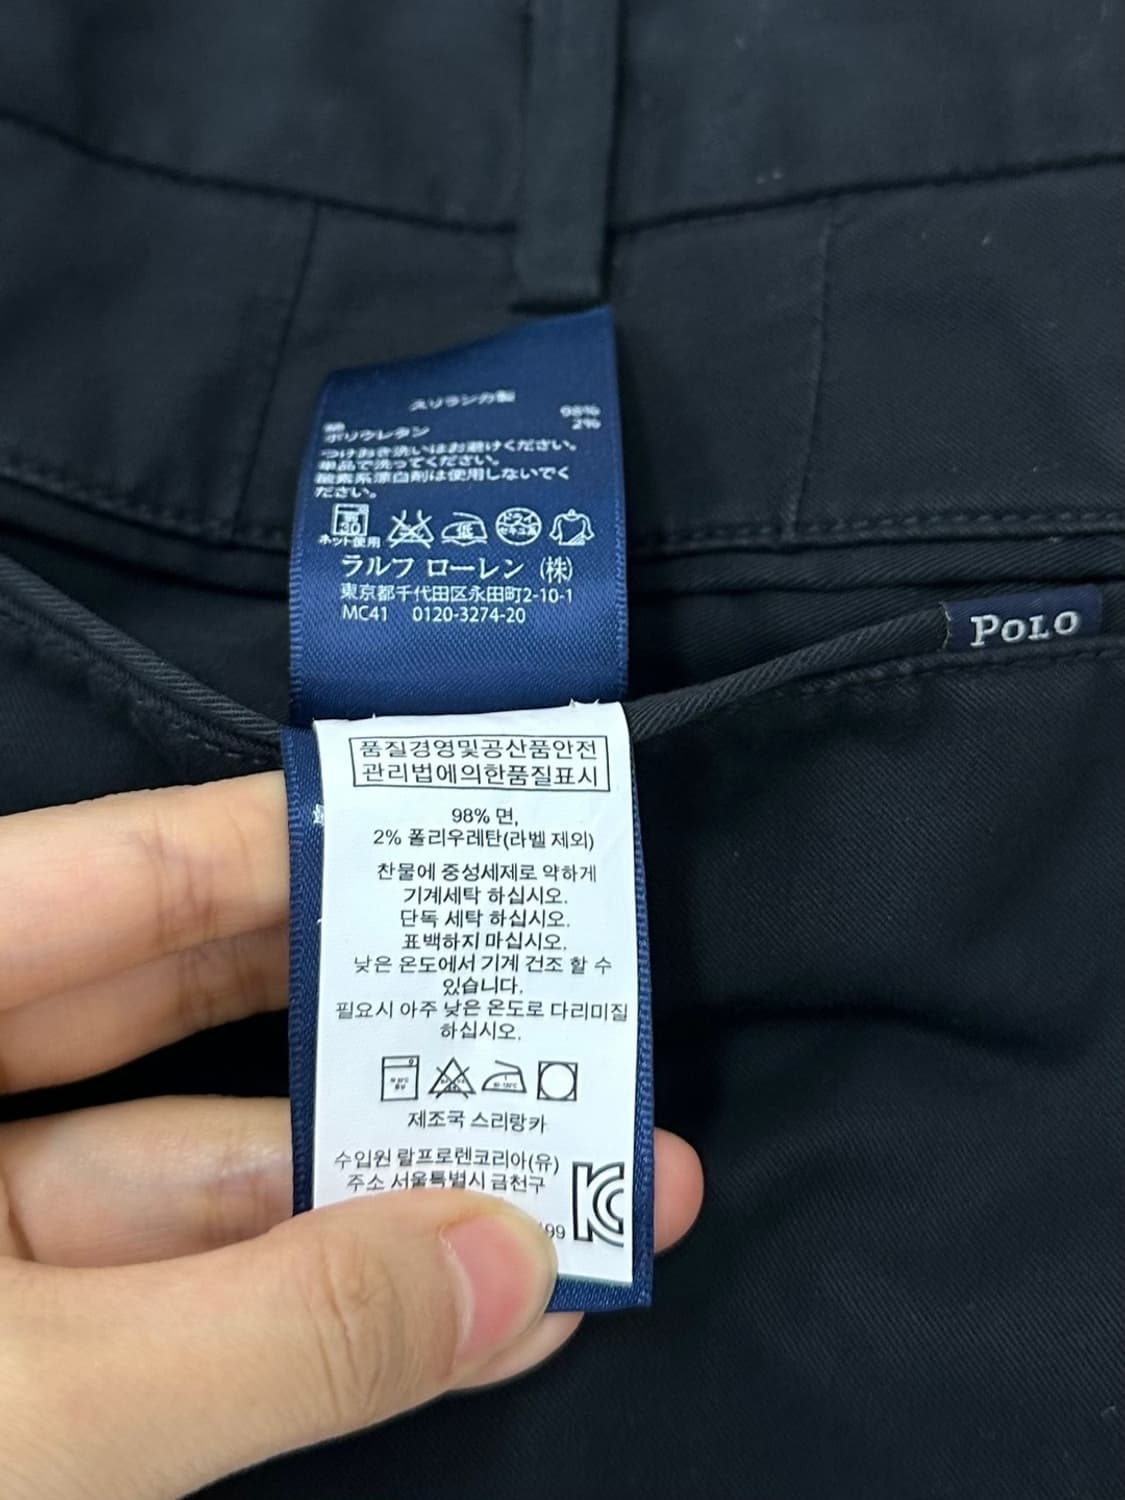 スリランカ製
綿 98%
ポリウレタン 2%
つけおき洗いはお避けください。
単品で洗ってください。
酸素系漂白剤は使用しないでく
ださい。
30
ネット使用
低
ドライ
セキユ系
ラルフ ローレン (株)
東京都千代田区永田町2-10-1
MC41 0120-3274-20
POLO
품질경영및공산품안전
관리법에의한품질표시
98% 면,
2% 폴리우레탄(라벨 제외)
찬물에 중성세제로 약하게
기계세탁 하십시오.
단독 세탁 하십시오.
표백하지 마십시오.
낮은 온도에서 기계 건조 할 수
있습니다.
필요시 아주 낮은 온도로 다리미질
하십시오.
제조국 스리랑카
수입원 랄프로렌코리아(유)
주소 서울특별시 금천구
99